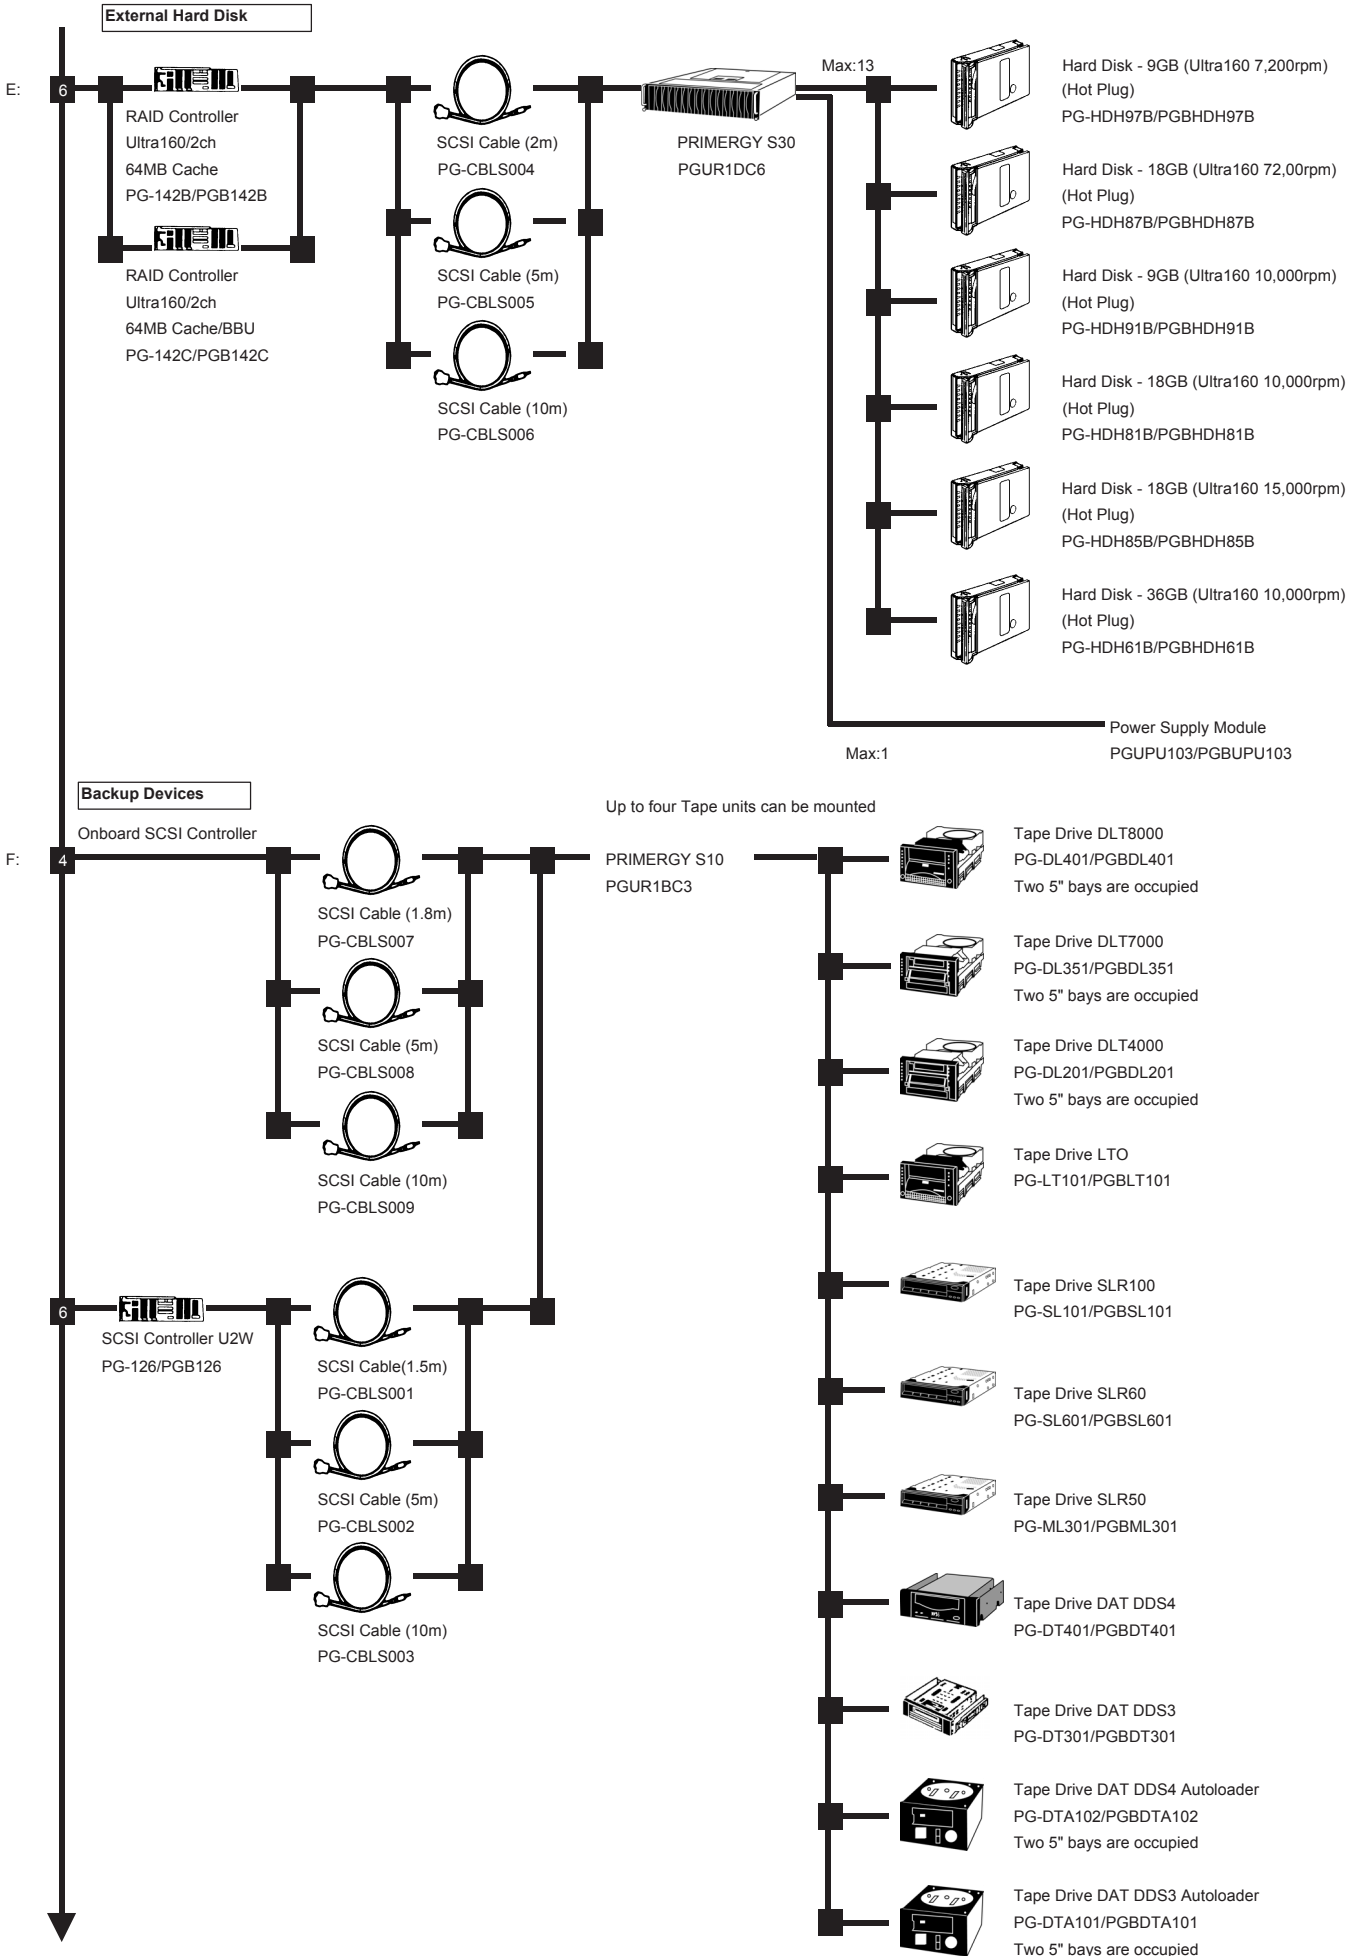 External Hard Disk
E:
6
RAID Controller
Ultra160/2ch
64MB Cache
PG-142B/PGB142B
RAID Controller
Ultra160/2ch
64MB Cache/BBU
PG-142C/PGB142C
SCSI Cable (2m)
PG-CBLS004
SCSI Cable (5m)
PG-CBLS005
SCSI Cable (10m)
PG-CBLS006
PRIMERGY S30
PGUR1DC6
Max:13
Hard Disk - 9GB (Ultra160 7,200rpm)
(Hot Plug)
PG-HDH97B/PGBHDH97B
Hard Disk - 18GB (Ultra160 72,00rpm)
(Hot Plug)
PG-HDH87B/PGBHDH87B
Hard Disk - 9GB (Ultra160 10,000rpm)
(Hot Plug)
PG-HDH91B/PGBHDH91B
Hard Disk - 18GB (Ultra160 10,000rpm)
(Hot Plug)
PG-HDH81B/PGBHDH81B
Hard Disk - 18GB (Ultra160 15,000rpm)
(Hot Plug)
PG-HDH85B/PGBHDH85B
Hard Disk - 36GB (Ultra160 10,000rpm)
(Hot Plug)
PG-HDH61B/PGBHDH61B
Max:1
Power Supply Module
PGUPU103/PGBUPU103
Backup Devices
F:
4
Onboard SCSI Controller
SCSI Cable (1.8m)
PG-CBLS007
SCSI Cable (5m)
PG-CBLS008
SCSI Cable (10m)
PG-CBLS009
6
SCSI Controller U2W
PG-126/PGB126
SCSI Cable(1.5m)
PG-CBLS001
SCSI Cable (5m)
PG-CBLS002
SCSI Cable (10m)
PG-CBLS003
Up to four Tape units can be mounted
PRIMERGY S10
PGUR1BC3
Tape Drive DLT8000
PG-DL401/PGBDL401
Two 5" bays are occupied
Tape Drive DLT7000
PG-DL351/PGBDL351
Two 5" bays are occupied
Tape Drive DLT4000
PG-DL201/PGBDL201
Two 5" bays are occupied
Tape Drive LTO
PG-LT101/PGBLT101
Tape Drive SLR100
PG-SL101/PGBSL101
Tape Drive SLR60
PG-SL601/PGBSL601
Tape Drive SLR50
PG-ML301/PGBML301
Tape Drive DAT DDS4
PG-DT401/PGBDT401
Tape Drive DAT DDS3
PG-DT301/PGBDT301
Tape Drive DAT DDS4 Autoloader
PG-DTA102/PGBDTA102
Two 5" bays are occupied
Tape Drive DAT DDS3 Autoloader
PG-DTA101/PGBDTA101
Two 5" bays are occupied